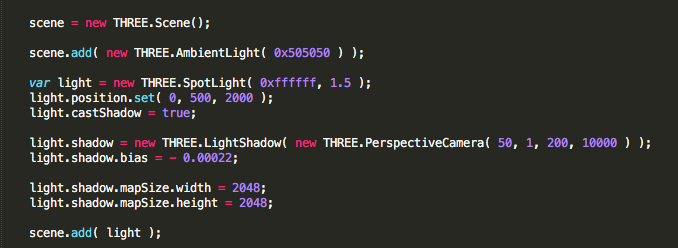 scene = new THREE.Scene();
scene.add( new THREE.AmbientLight( 0x505050 ) );
var light = new THREE.SpotLight( 0xffffff, 1.5 );
light.position.set( 0, 500, 2000 );
light.castShadow = true;
light.shadow = new THREE.LightShadow( new THREE.PerspectiveCamera( 50, 1, 200, 10000 ) );
light.shadow.bias = - 0.00022;
light.shadow.mapSize.width = 2048;
light.shadow.mapSize.height = 2048;
scene.add( light );